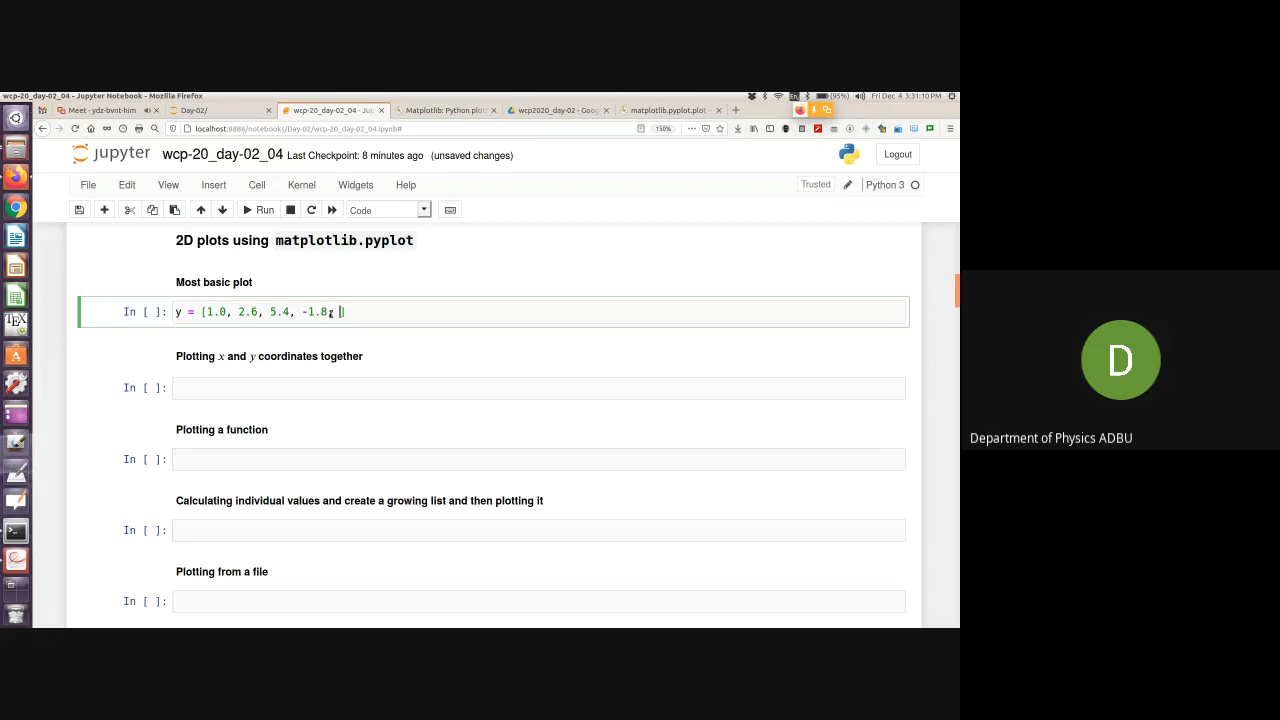 wcp-20_day-02_04 - Jupyter Notebook - Mozilla Firefox
(95%) Fri Dec 4 3:31:10 PM
Meet - ydz-bvnt-him
Day-02/
wcp-20_day-02_04 - Ju
Matplotlib: Python plot
wcp2020_day-02 - Goog
matplotlib.pyplot.plot
localhost:8888/notebooks/Day-02/wcp-20_day-02_04.ipynb#
150%
jupyter wcp-20_day-02_04 Last Checkpoint: 8 minutes ago (unsaved changes)
Logout
File Edit View Insert Cell Kernel Widgets Help
Trusted Python 3
Run Code
2D plots using matplotlib.pyplot
Most basic plot
In [ ]: y = [1.0, 2.6, 5.4, -1.8, ]
Plotting x and y coordinates together
In [ ]:
Plotting a function
In [ ]:
Calculating individual values and create a growing list and then plotting it
In [ ]:
Plotting from a file
In [ ]:
D
Department of Physics ADBU